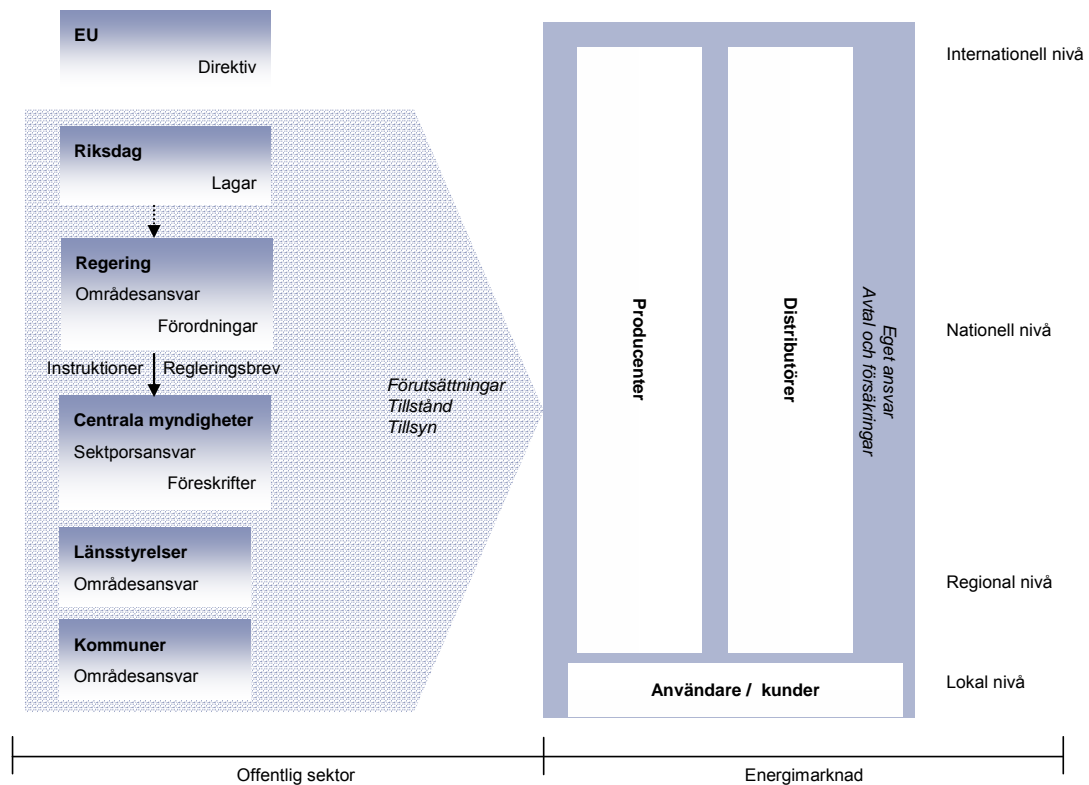 EU
Direktiv
Riksdag
Lagar
Regering
Områdesansvar
Förordningar
Instruktioner
Regleringsbrev
Centrala myndigheter
Sektporsansvar
Föreskrifter
Länsstyrelser
Områdesansvar
Kommuner
Områdesansvar
Förutsättningar
Tillstånd
Tillsyn
Producenter
Distributörer
Eget ansvar
Avtal och försäkringar
Användare / kunder
Internationell nivå
Nationell nivå
Regional nivå
Lokal nivå
Offentlig sektor
Energimarknad